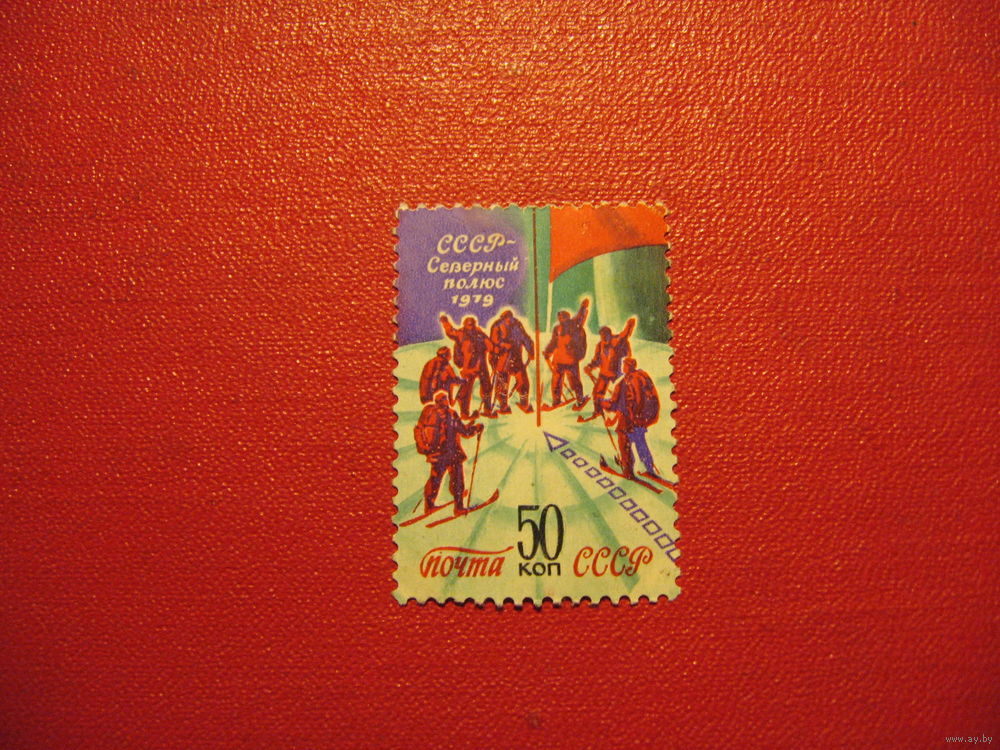 СССР-
Северный
полюс
1979
почта 50 коп СССР
www.ay.by